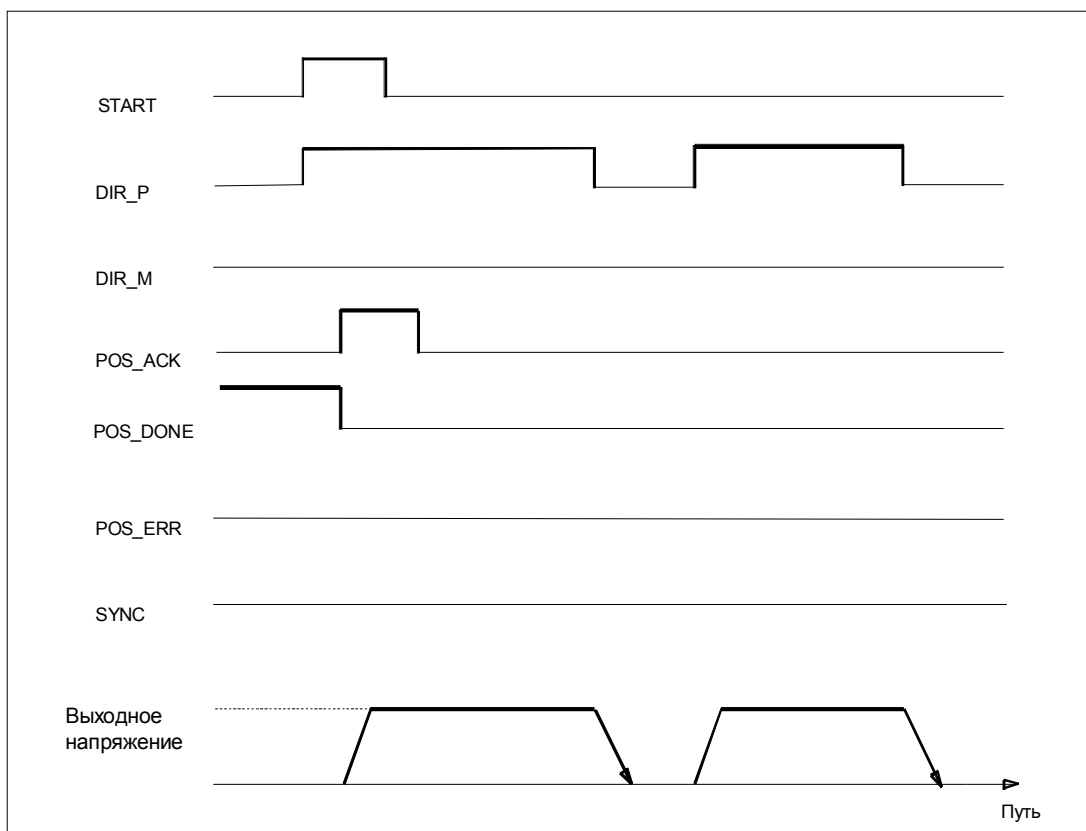 START
DIR_P
DIR_M
POS_ACK
POS_DONE
POS_ERR
SYNC
Выходное
напряжение
Путь